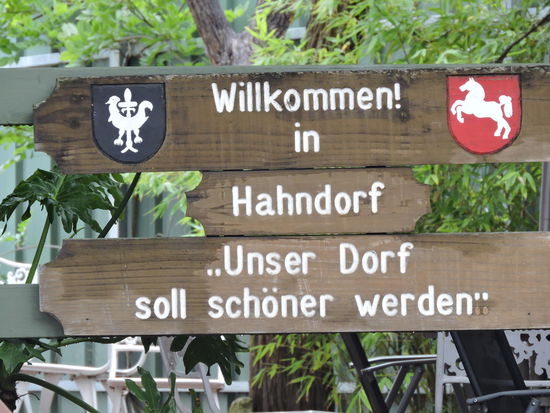 Willkommen!
in
Hahndorf
„Unser Dorf
soll schöner werden“